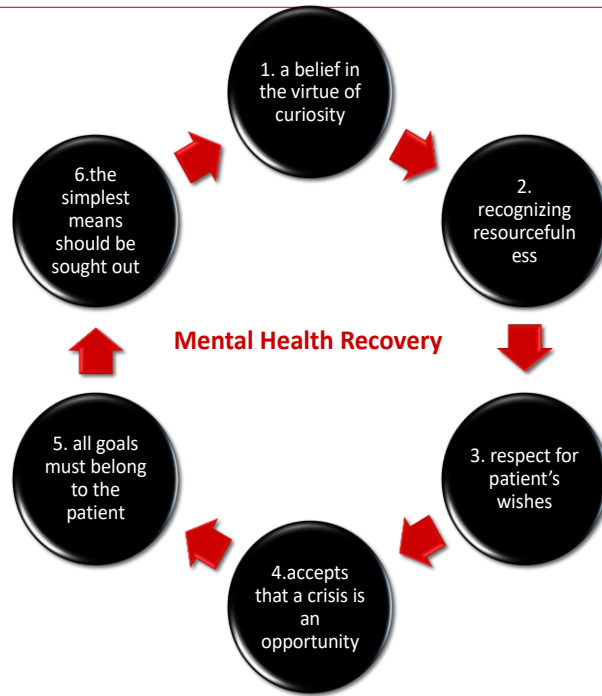 1. a belief in
the virtue of
curiosity
2.
recognizing
resourcefuln
ess
3. respect for
patient’s
wishes
4.accepts
that a crisis is
an
opportunity
5. all goals
must belong
to the
patient
6.the
simplest
means
should be
sought out
Mental Health Recovery